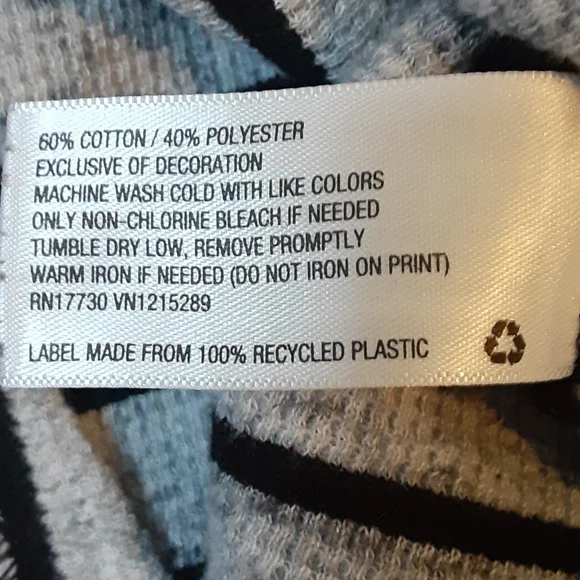 60% COTTON / 40% POLYESTER
EXCLUSIVE OF DECORATION
MACHINE WASH COLD WITH LIKE COLORS
ONLY NON-CHLORINE BLEACH IF NEEDED
TUMBLE DRY LOW, REMOVE PROMPTLY
WARM IRON IF NEEDED (DO NOT IRON ON PRINT)
RN17730 VN1215289
LABEL MADE FROM 100% RECYCLED PLASTIC